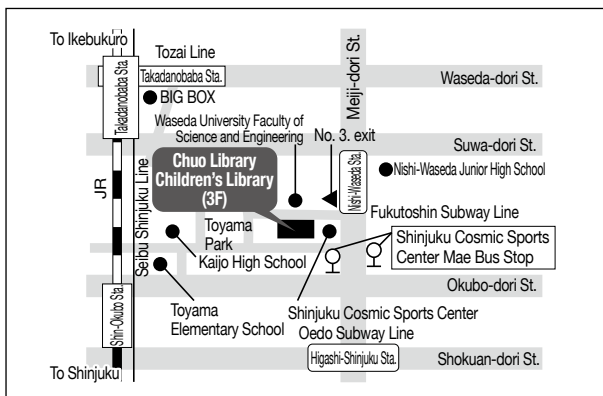 To Ikebukuro
Tozai Line
Takadanobaba Sta.
Takadanobaba Sta.
BIG BOX
Meiji-dori St.
Waseda-dori St.
Waseda University Faculty of
Science and Engineering
No. 3. exit
Suwa-dori St.
Chuo Library
Children's Library
(3F)
Nishi-Waseda Sta.
Nishi-Waseda Junior High School
JR
Seibu Shinjuku Line
Toyama
Park
Kaijo High School
Fukutoshin Subway Line
Shinjuku Cosmic Sports
Center Mae Bus Stop
Okubo-dori St.
Shin-Okubo Sta.
Toyama
Elementary School
Shinjuku Cosmic Sports Center
Oedo Subway Line
Higashi-Shinjuku Sta.
Shokuan-dori St.
To Shinjuku